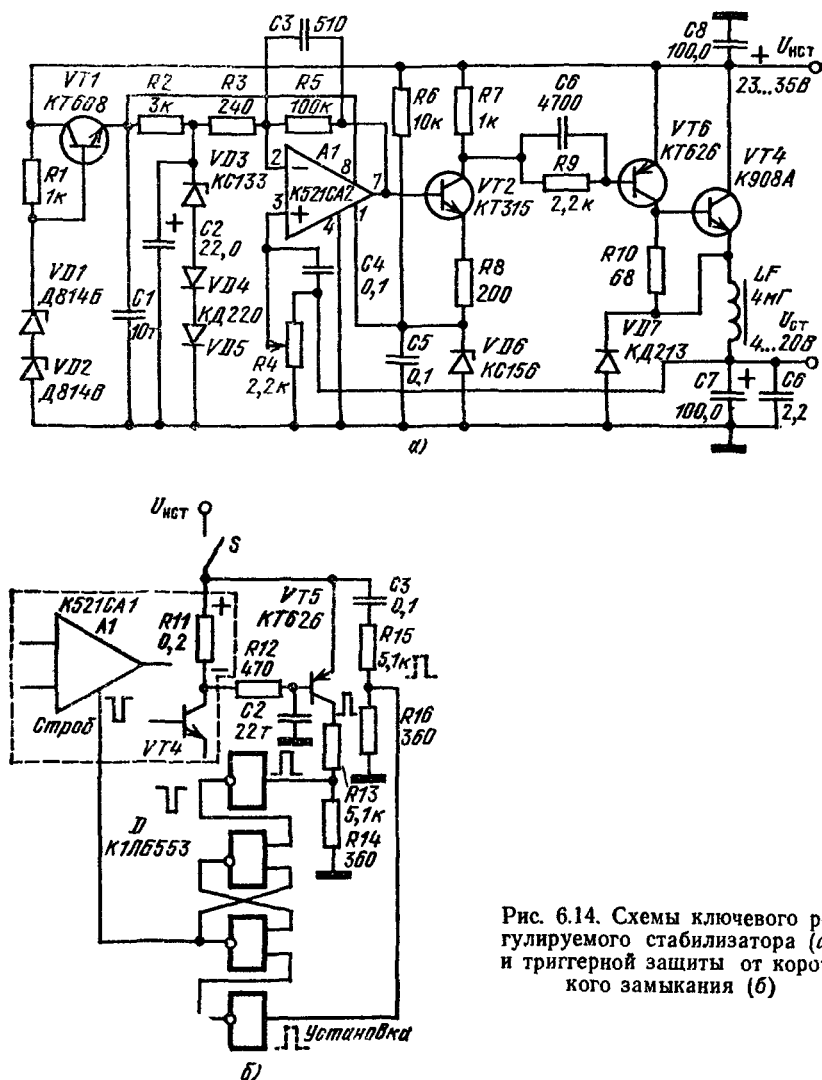 C3 510
C8
100,0
+
Uнст
23...35В
VT1
КТ608
R2
3к
R3
240
R5
100к
R6
10к
R7
1к
C6
4700
R9
2,2к
VT6
КТ626
VT4
К908А
R1
1к
VD3
КС133
A1
К521СА2
2
3
8
7
4
1
VT2
КТ315
+
C2
22,0
VD4
КД220
VD5
C4
0,1
R8
200
R10
68
LF
4мГ
Uст
4...20В
VD1
Д814Б
VD2
Д814В
C1
10т
R4
2,2к
C5
0,1
VD6
КС156
VD7
КД213
C7
100,0
+
C6
2,2
а)
Uнст
S
К521СА1
A1
R11
0,2
+
−
Строб
VT4
R12
470
C2
22т
VT5
КТ626
C3
0,1
R15
5,1к
R16
360
R13
5,1к
R14
360
D
К1ЛБ553
Установка
б)
Рис. 6.14. Схемы ключевого р
гулируемого стабилизатора (а
и триггерной защиты от корот
кого замыкания (б)